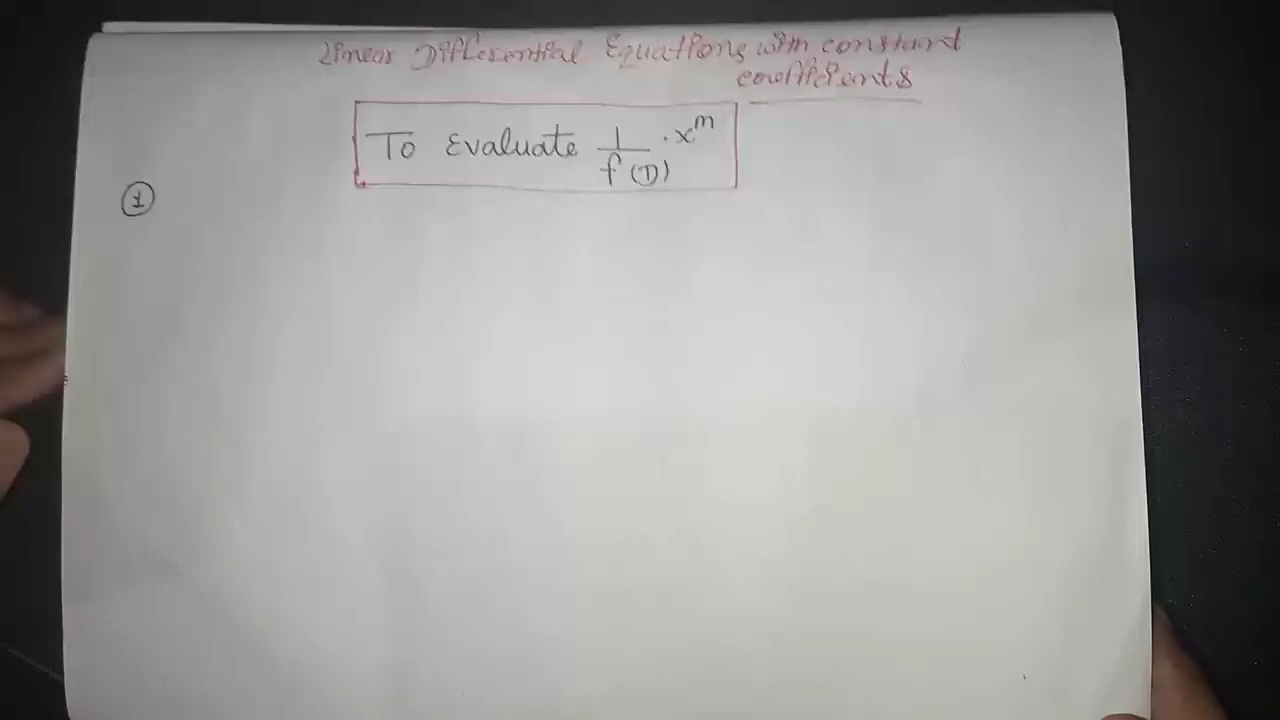 Linear Differential Equations with constant
coefficients
To Evaluate 1/f(D) · x^m
①